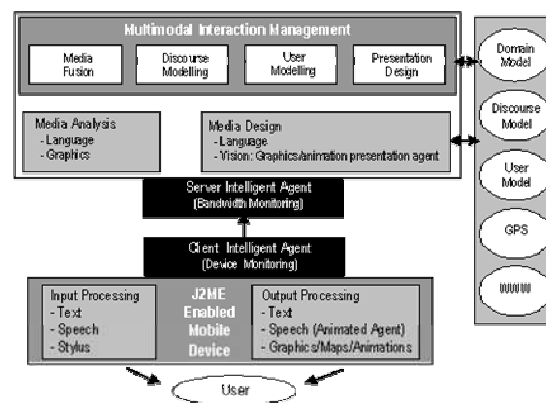 Multimodal Interaction Management
Media
Fusion
Discourse
Modelling
User
Modelling
Presentation
Design
Media Analysis
- Language
- Graphics
Media Design
- Language
- Vision: Graphics/animation presentation agent
Server Intelligent Agent
(Bandwidth Monitoring)
Client Intelligent Agent
(Device Monitoring)
Input Processing
- Text
- Speech
- Stylus
J2ME
Enabled
Mobile
Device
Output Processing
- Text
- Speech (Animated Agent)
- Graphics/Maps/Animations
User
Domain
Model
Discourse
Model
User
Model
GPS
WWW